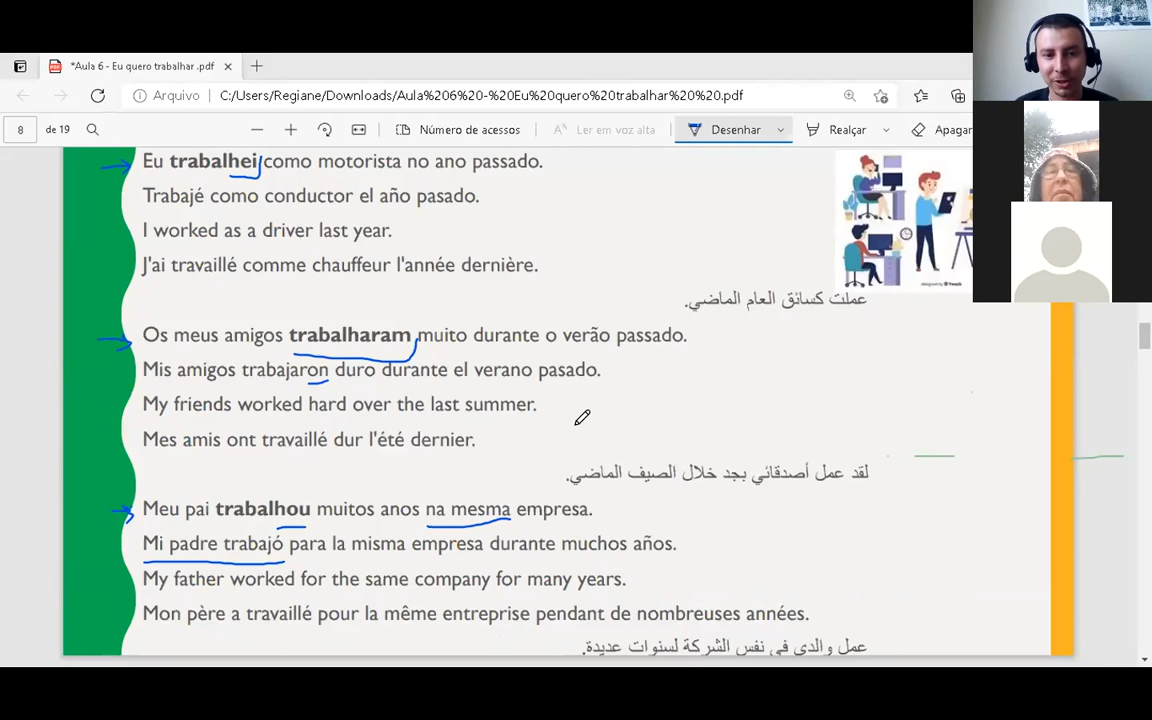 *Aula 6 - Eu quero trabalhar .pdf
Arquivo C:/Users/Regiane/Downloads/Aula%206%20-%20Eu%20quero%20trabalhar%20%20.pdf
8 de 19 Número de acessos Ler em voz alta Desenhar Realçar Apagar
Eu trabalhei como motorista no ano passado.
Trabajé como conductor el año pasado.
I worked as a driver last year.
J'ai travaillé comme chauffeur l'année dernière.
عملت كسائق العام الماضي.
Os meus amigos trabalharam muito durante o verão passado.
Mis amigos trabajaron duro durante el verano pasado.
My friends worked hard over the last summer.
Mes amis ont travaillé dur l'été dernier.
لقد عمل أصدقائي بجد خلال الصيف الماضي.
Meu pai trabalhou muitos anos na mesma empresa.
Mi padre trabajó para la misma empresa durante muchos años.
My father worked for the same company for many years.
Mon père a travaillé pour la même entreprise pendant de nombreuses années.
عمل والدي في نفس الشركة لسنوات عديدة.